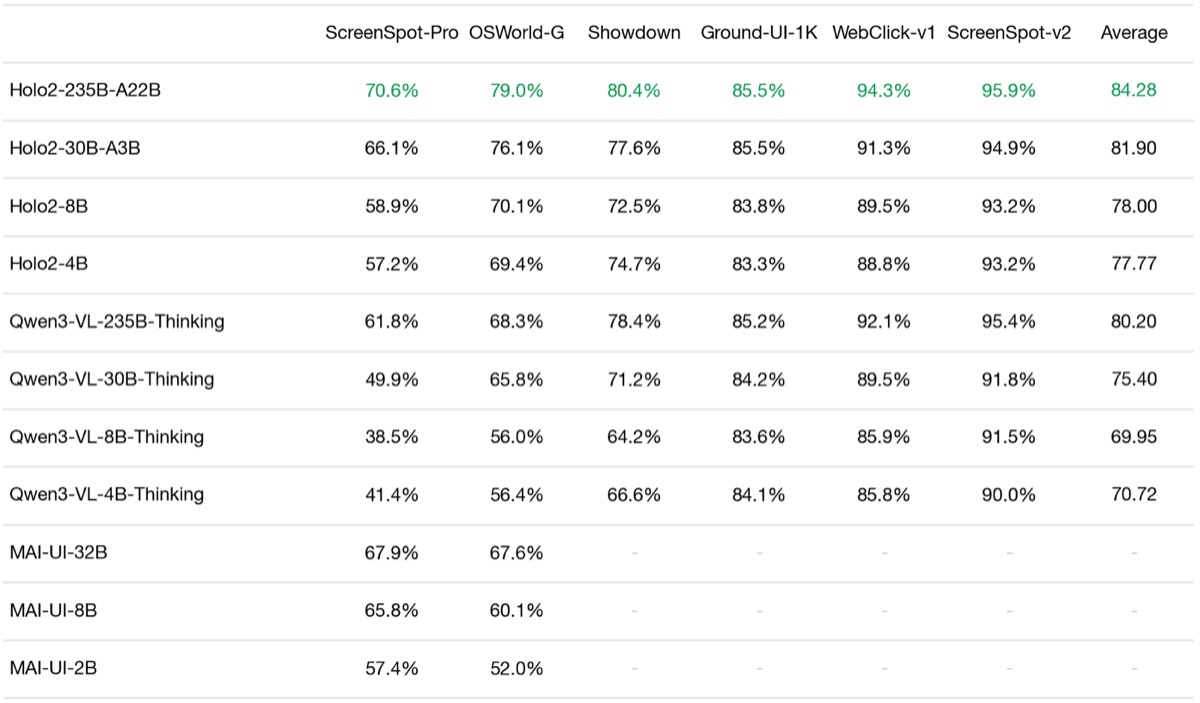 ScreenSpot-Pro OSWorld-G Showdown Ground-UI-1K WebClick-v1 ScreenSpot-v2 Average
Holo2-235B-A22B 70.6% 79.0% 80.4% 85.5% 94.3% 95.9% 84.28
Holo2-30B-A3B 66.1% 76.1% 77.6% 85.5% 91.3% 94.9% 81.90
Holo2-8B 58.9% 70.1% 72.5% 83.8% 89.5% 93.2% 78.00
Holo2-4B 57.2% 69.4% 74.7% 83.3% 88.8% 93.2% 77.77
Qwen3-VL-235B-Thinking 61.8% 68.3% 78.4% 85.2% 92.1% 95.4% 80.20
Qwen3-VL-30B-Thinking 49.9% 65.8% 71.2% 84.2% 89.5% 91.8% 75.40
Qwen3-VL-8B-Thinking 38.5% 56.0% 64.2% 83.6% 85.9% 91.5% 69.95
Qwen3-VL-4B-Thinking 41.4% 56.4% 66.6% 84.1% 85.8% 90.0% 70.72
MAI-UI-32B 67.9% 67.6% - - - - -
MAI-UI-8B 65.8% 60.1% - - - - -
MAI-UI-2B 57.4% 52.0% - - - - -